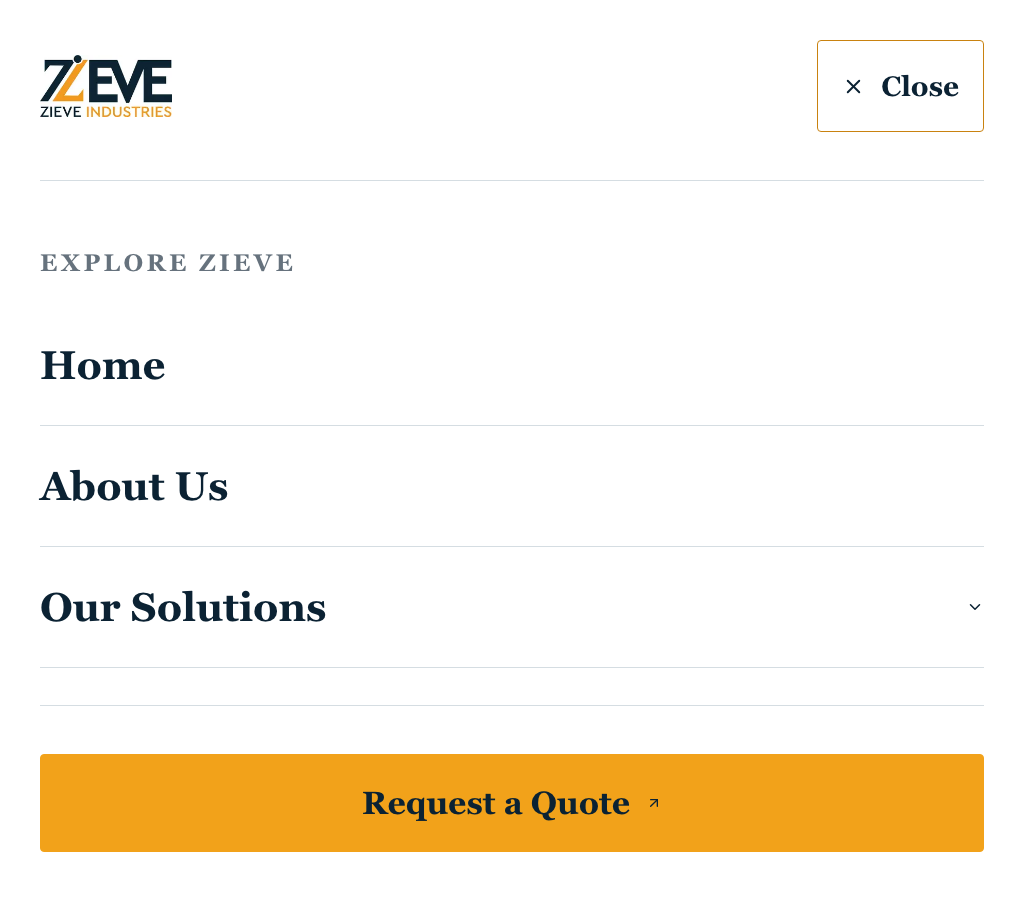 ZIEVE
ZIEVE INDUSTRIES
Close
EXPLORE ZIEVE
Home
About Us
Our Solutions
Request a Quote